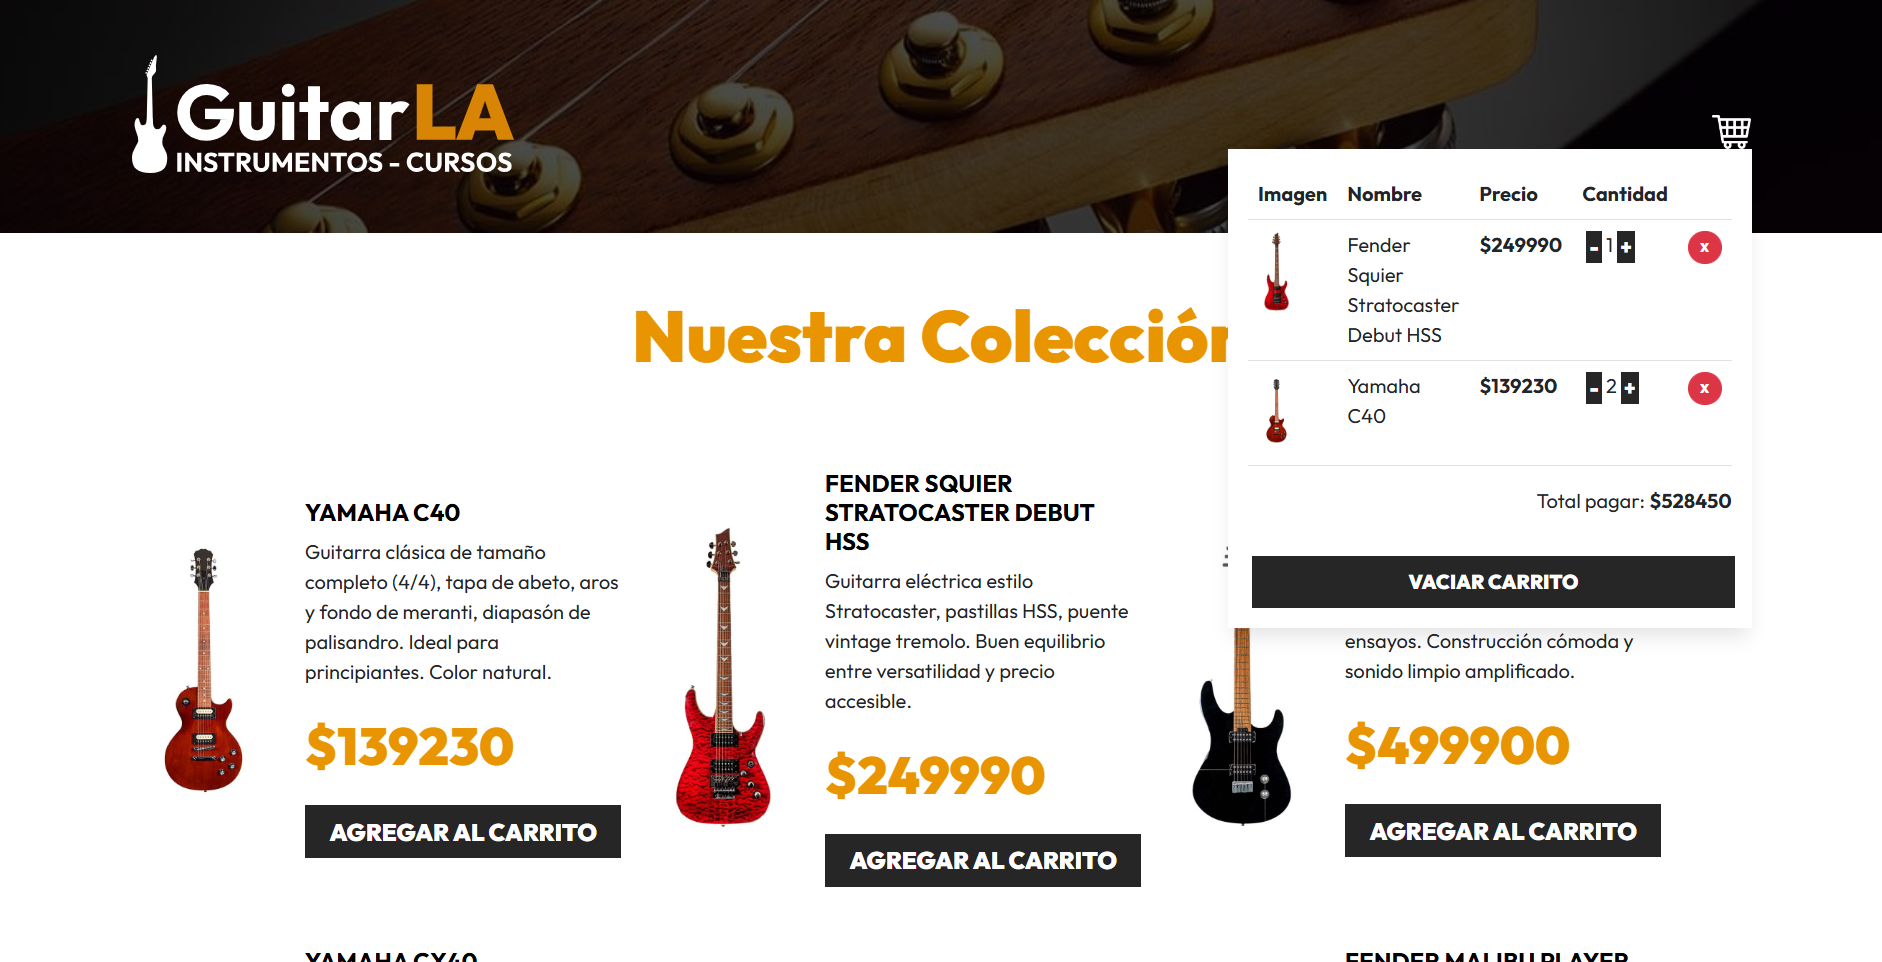 GuitarLA
INSTRUMENTOS - CURSOS
Imagen Nombre Precio Cantidad
Fender $249990 - 1 + x
Squier
Stratocaster
Debut HSS
Yamaha $139230 - 2 + x
C40
Total pagar: $528450
VACIAR CARRITO
Nuestra Colección
YAMAHA C40
Guitarra clásica de tamaño
completo (4/4), tapa de abeto, aros
y fondo de meranti, diapasón de
palisandro. Ideal para
principiantes. Color natural.
$139230
AGREGAR AL CARRITO
FENDER SQUIER
STRATOCASTER DEBUT
HSS
Guitarra eléctrica estilo
Stratocaster, pastillas HSS, puente
vintage tremolo. Buen equilibrio
entre versatilidad y precio
accesible.
$249990
AGREGAR AL CARRITO
ensayos. Construcción cómoda y
sonido limpio amplificado.
$499900
AGREGAR AL CARRITO
YAMAHA CX40
FENDER MALIBU PLAYER